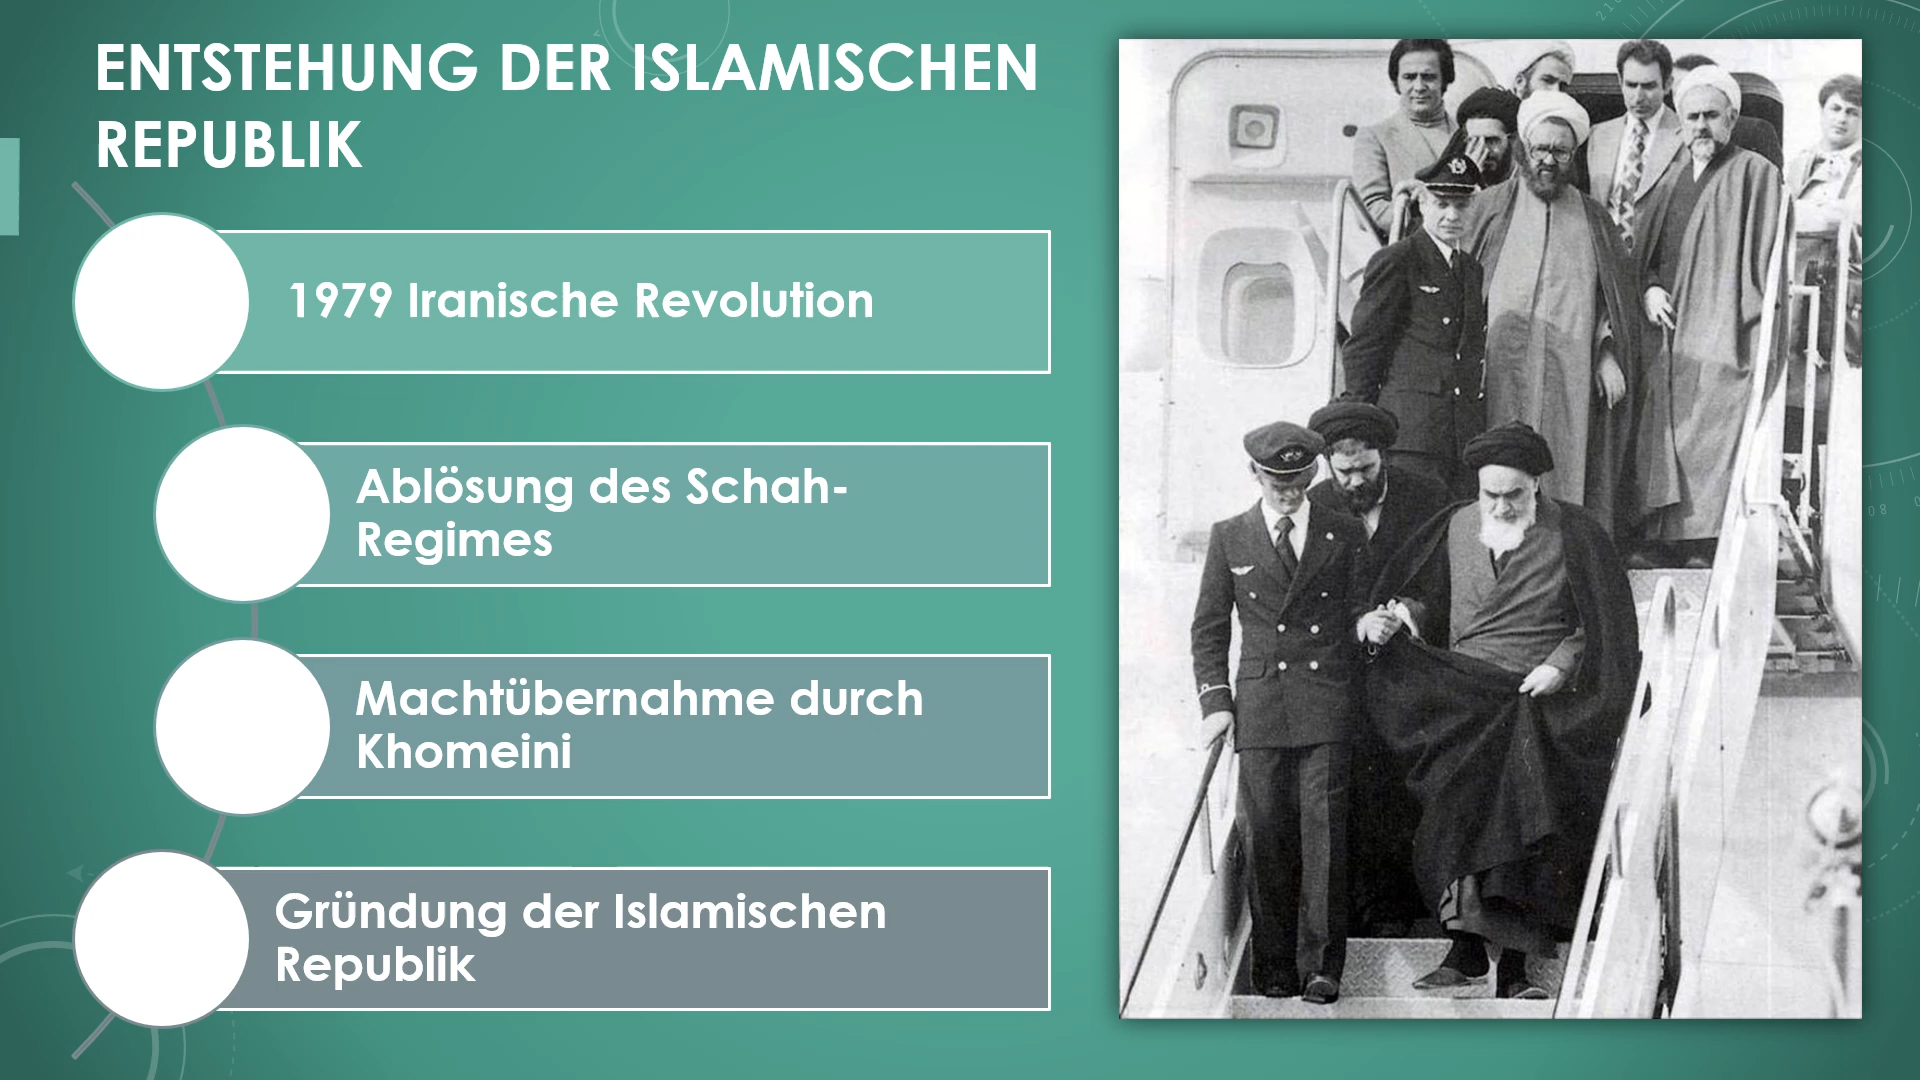 ENTSTEHUNG DER ISLAMISCHEN
REPUBLIK
1979 Iranische Revolution
Ablösung des Schah-
Regimes
Machtübernahme durch
Khomeini
Gründung der Islamischen
Republik